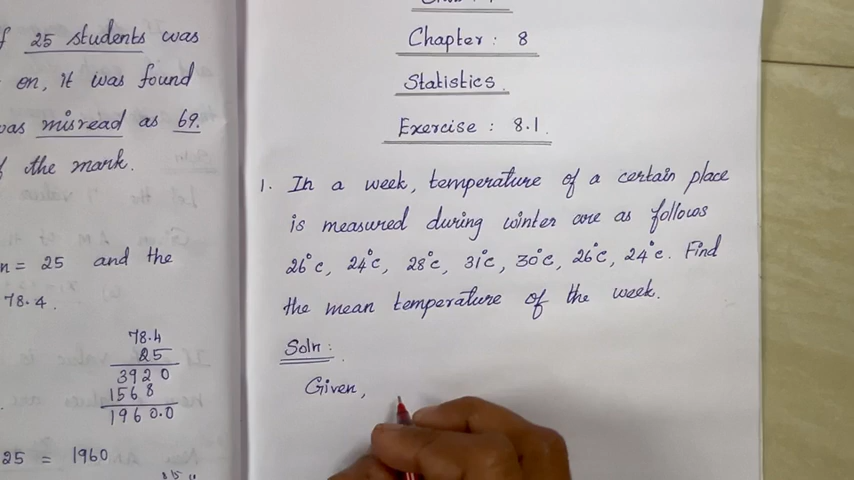 25 students was
on, it was found
was misread as 69.
the mark.
n = 25 and the
78.4.
78.4
25
3920
1568
1960.0
25 = 1960
Chapter : 8
Statistics.
Exercise : 8.1
1. In a week, temperature of a certain place
is measured during winter are as follows
26°c, 24°c, 28°c, 31°c, 30°c, 26°c, 24°c. Find
the mean temperature of the week.
Soln :
Given,